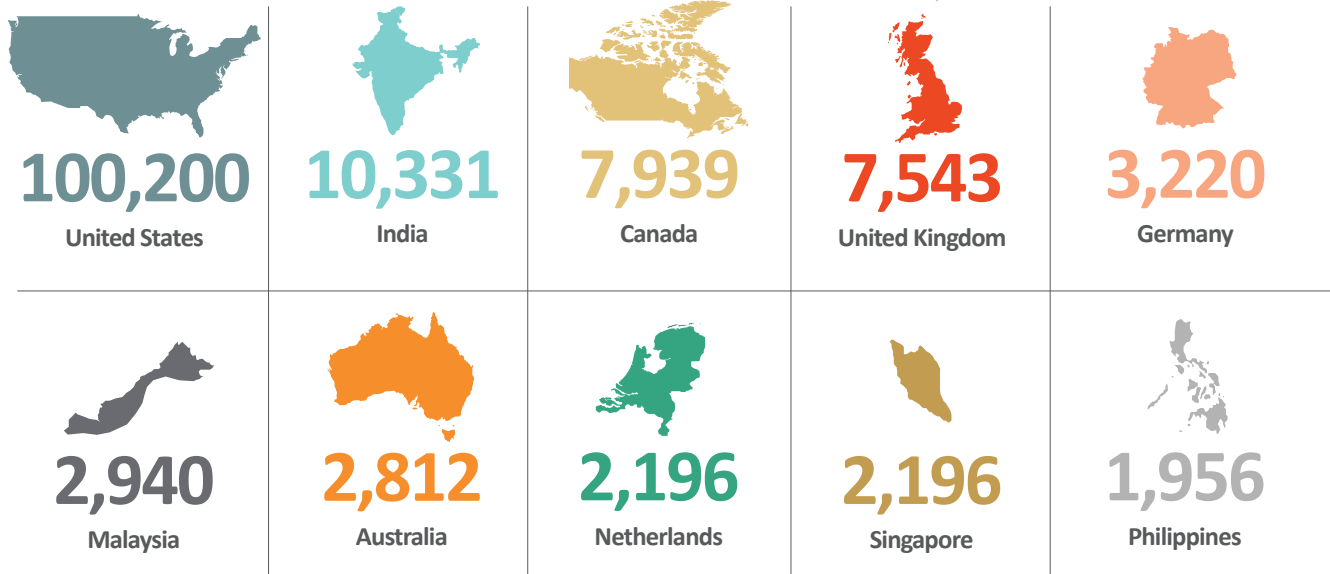 100,200
United States
10,331
India
7,939
Canada
7,543
United Kingdom
3,220
Germany
2,940
Malaysia
2,812
Australia
2,196
Netherlands
2,196
Singapore
1,956
Philippines